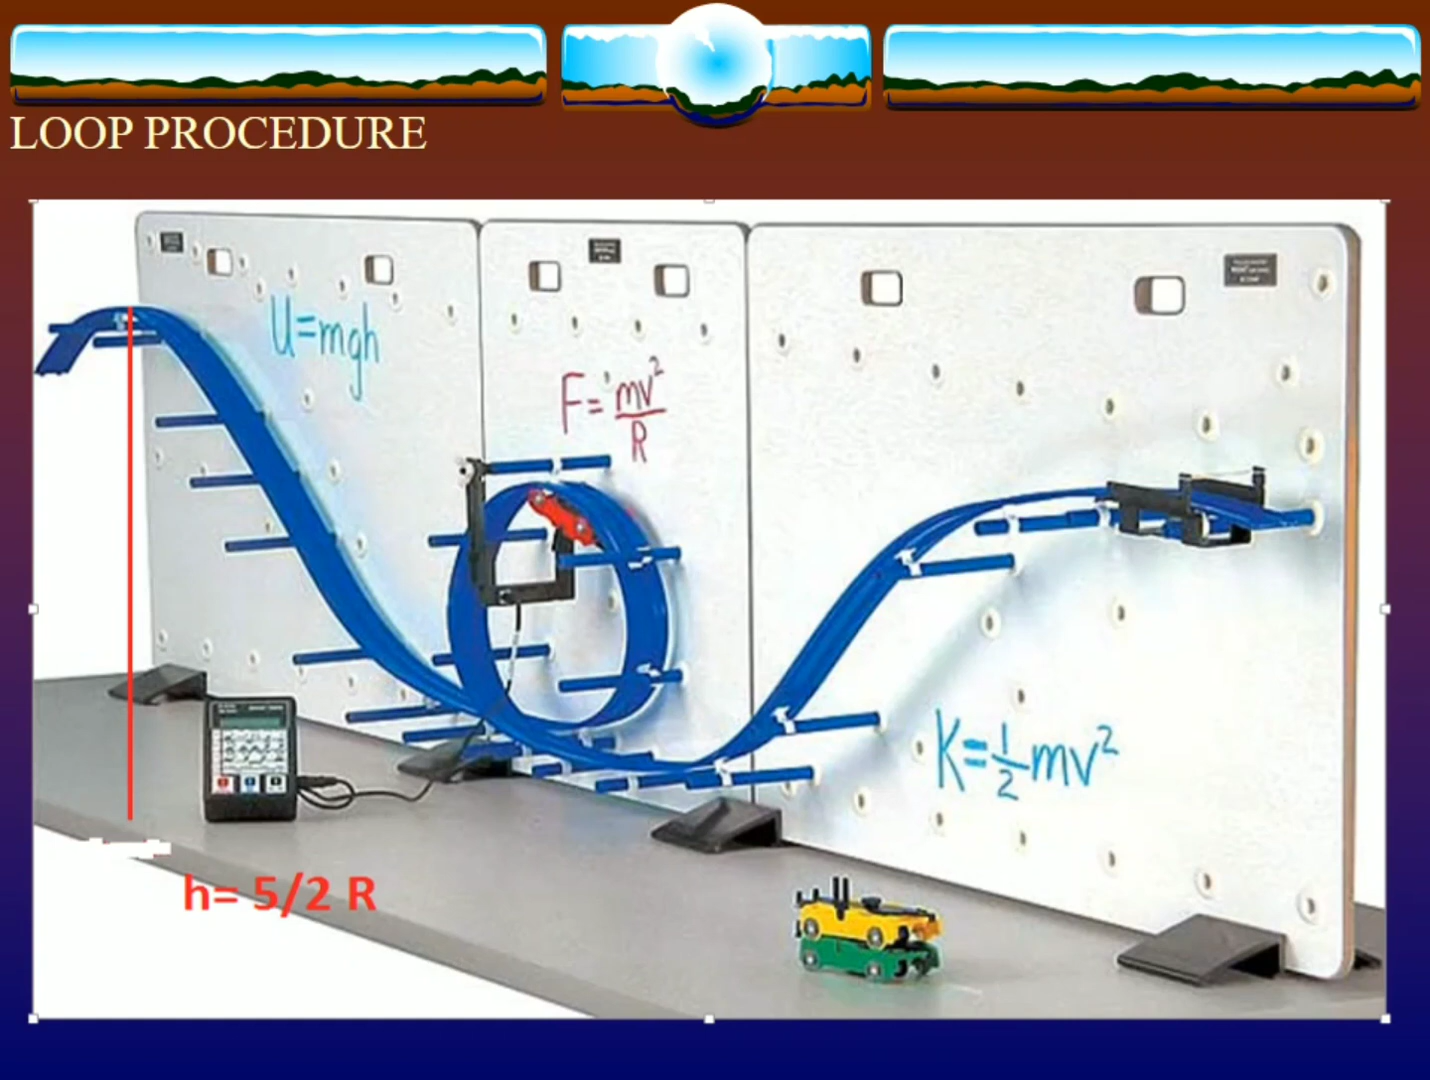 LOOP PROCEDURE
U=mgh
F=mv²/R
K=½mv²
h= 5/2 R